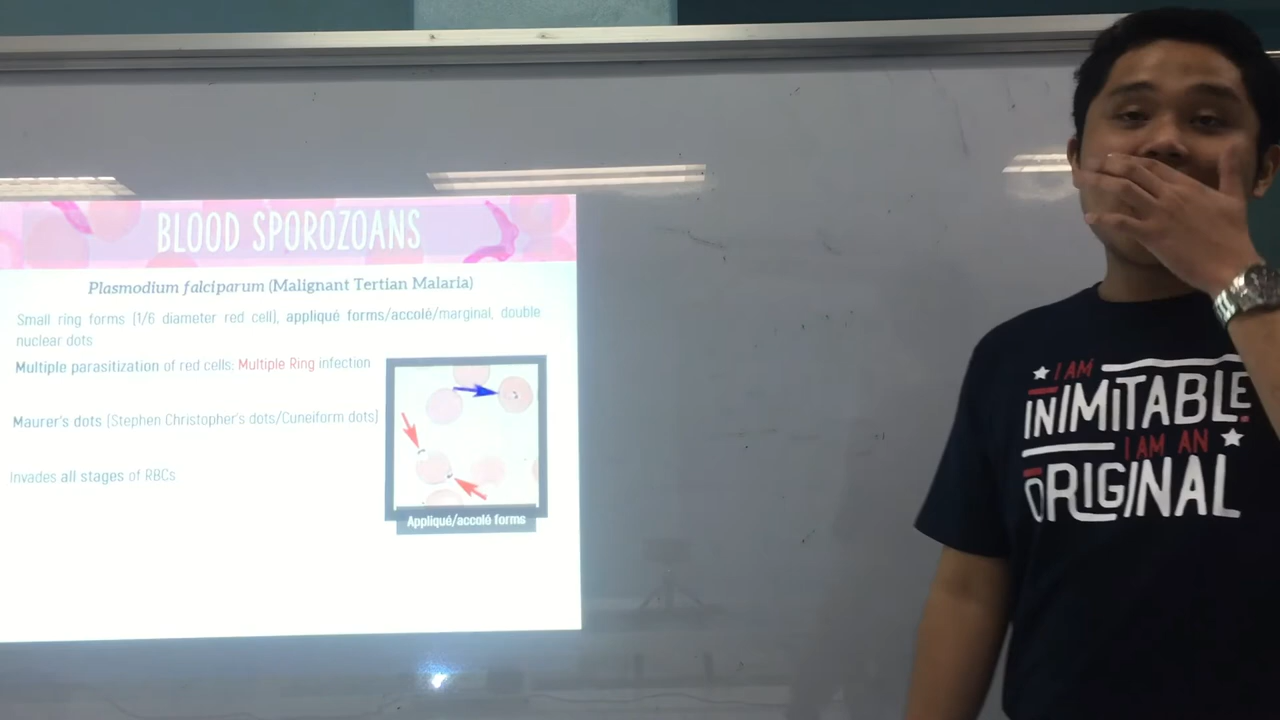 BLOOD SPOROZOANS
Plasmodium falciparum (Malignant Tertian Malaria)
Small ring forms (1/6 diameter red cell), appliqué forms/accolé/marginal, double
nuclear dots
Multiple parasitization of red cells: Multiple Ring infection
Maurer's dots (Stephen Christopher's dots/Cuneiform dots)
Invades all stages of RBCs
Appliqué/accolé forms
I AM
INIMITABLE
I AM AN
ORIGINAL